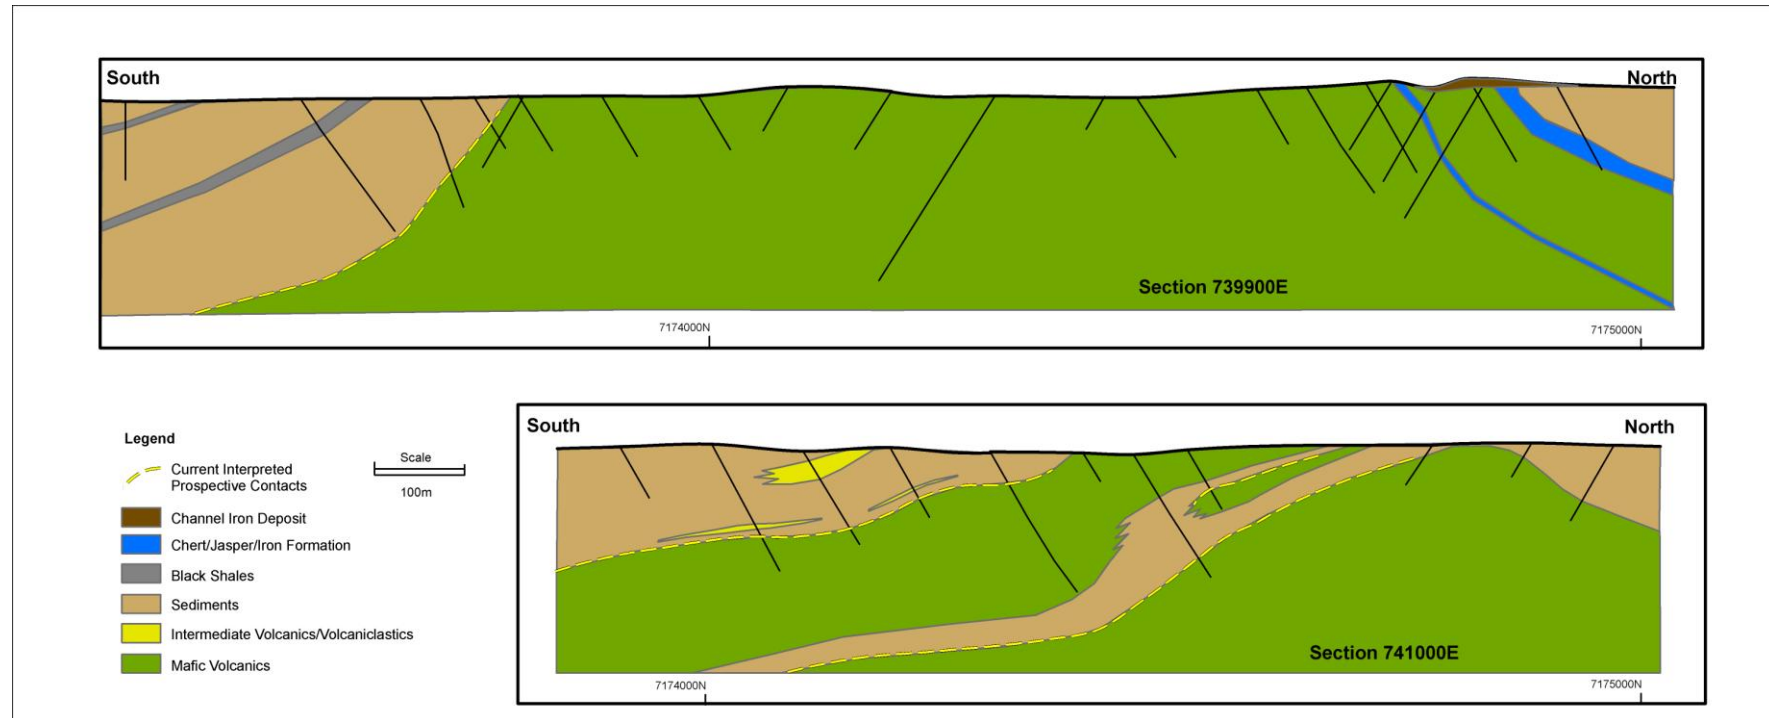 South
North
Section 739900E
7174000N
7175000N
South
North
Legend
Current Interpreted
Prospective Contacts
Scale
100m
Channel Iron Deposit
Chert/Jasper/Iron Formation
Black Shales
Sediments
Intermediate Volcanics/Volcaniclastics
Mafic Volcanics
Section 741000E
7174000N
7175000N